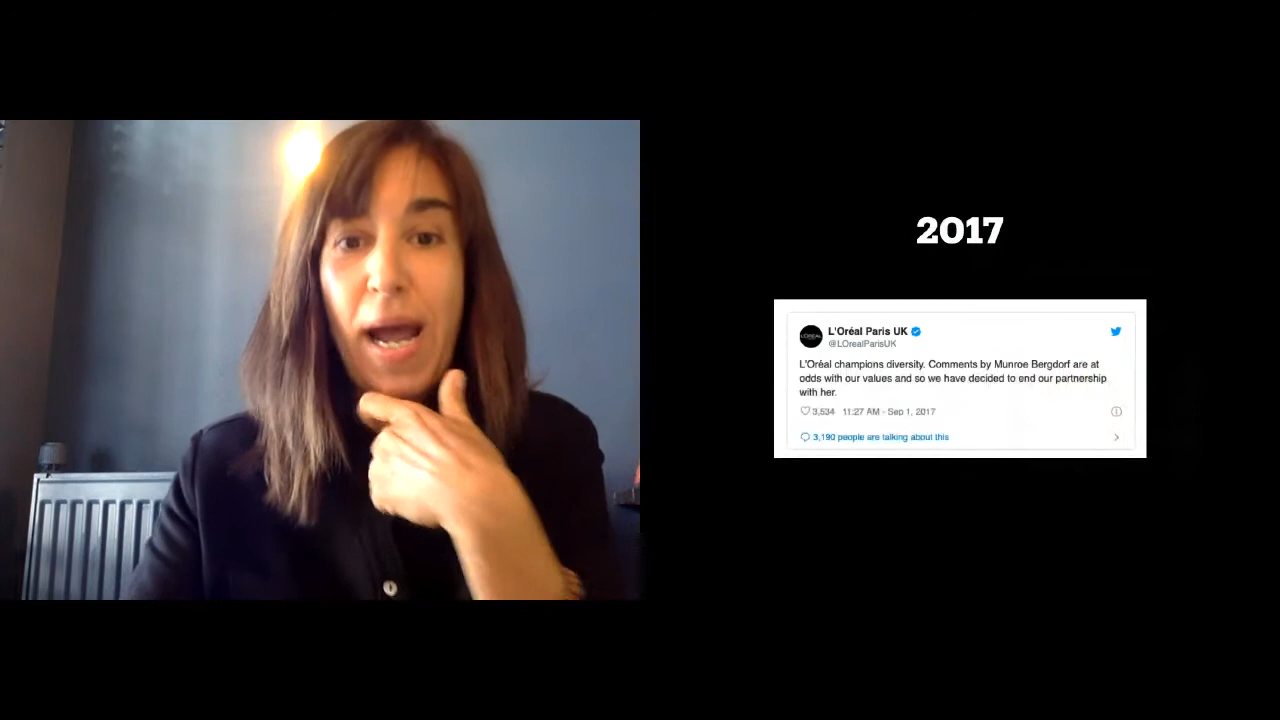 2017
L'Oréal Paris UK
@LOrealParisUK
L'Oréal champions diversity. Comments by Munroe Bergdorf are at
odds with our values and so we have decided to end our partnership
with her.
3,534 11:27 AM - Sep 1, 2017
3,190 people are talking about this